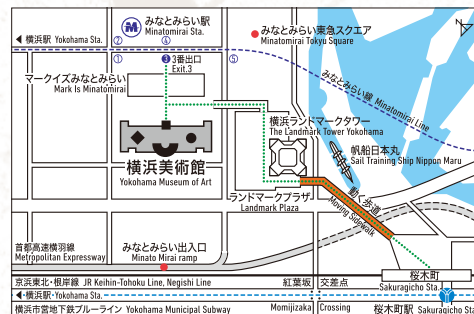 みなとみらい駅
Minatomirai Sta.
みなとみらい東急スクエア
Minatomirai Tokyu Square
N
横浜駅 Yokohama Sta.
② ④
① ③ 3番出口 ⑤
Exit.3
みなとみらい線 Minatomirai Line
マークイズみなとみらい
Mark Is Minatomirai
横浜ランドマークタワー
The Landmark Tower Yokohama
帆船日本丸
Sail Training Ship Nippon Maru
横浜美術館
Yokohama Museum of Art
動く歩道
Moving Sidewalk
ランドマークプラザ
Landmark Plaza
首都高速横羽線
Metropolitan Expressway
みなとみらい出入口
Minato Mirai ramp
桜木町
Sakuragicho Sta.
京浜東北・根岸線 JR Keihin-Tohoku Line, Negishi Line
紅葉坂 交差点
横浜駅・Yokohama Sta.
横浜市営地下鉄ブルーライン Yokohama Municipal Subway
Momijizaka Crossing
桜木町駅 Sakuragicho Sta